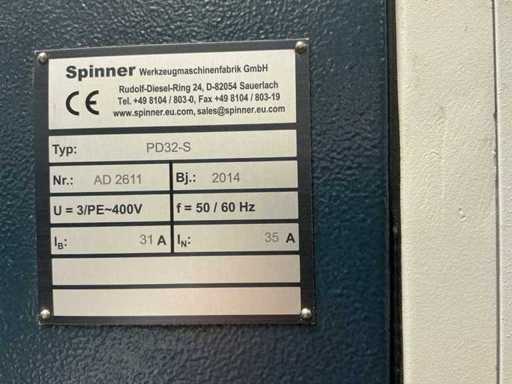 Spinner Werkzeugmaschinenfabrik GmbH
CE
Rudolf-Diesel-Ring 24, D-82054 Sauerlach
Tel. +49 8104 / 803-0, Fax +49 8104 / 803-19
www.spinner.eu.com, sales@spinner.eu.com
Typ: PD32-S
Nr.: AD 2611 Bj.: 2014
U = 3/PE~400V f = 50 / 60 Hz
IB: 31 A IN: 35 A